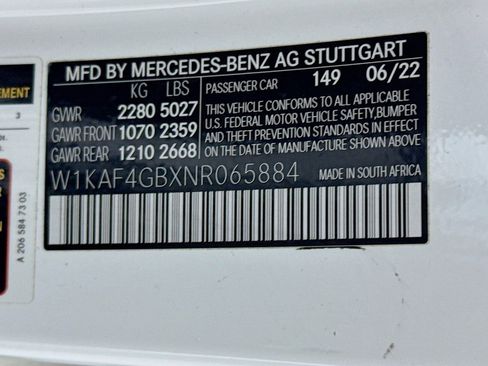 MFD BY MERCEDES-BENZ AG STUTTGART
KG LBS
PASSENGER CAR 149 06/22
GVWR 2280 5027
GAWR FRONT 1070 2359
GAWR REAR 1210 2668
THIS VEHICLE CONFORMS TO ALL APPLICABLE
U.S. FEDERAL MOTOR VEHICLE SAFETY, BUMPER
AND THEFT PREVENTION STANDARDS IN EFFECT
ON THE DATE OF MANUFACTURE SHOWN ABOVE.
W1KAF4GBXNR065884 MADE IN SOUTH AFRICA
EMENT
3
A 206 584 73 03